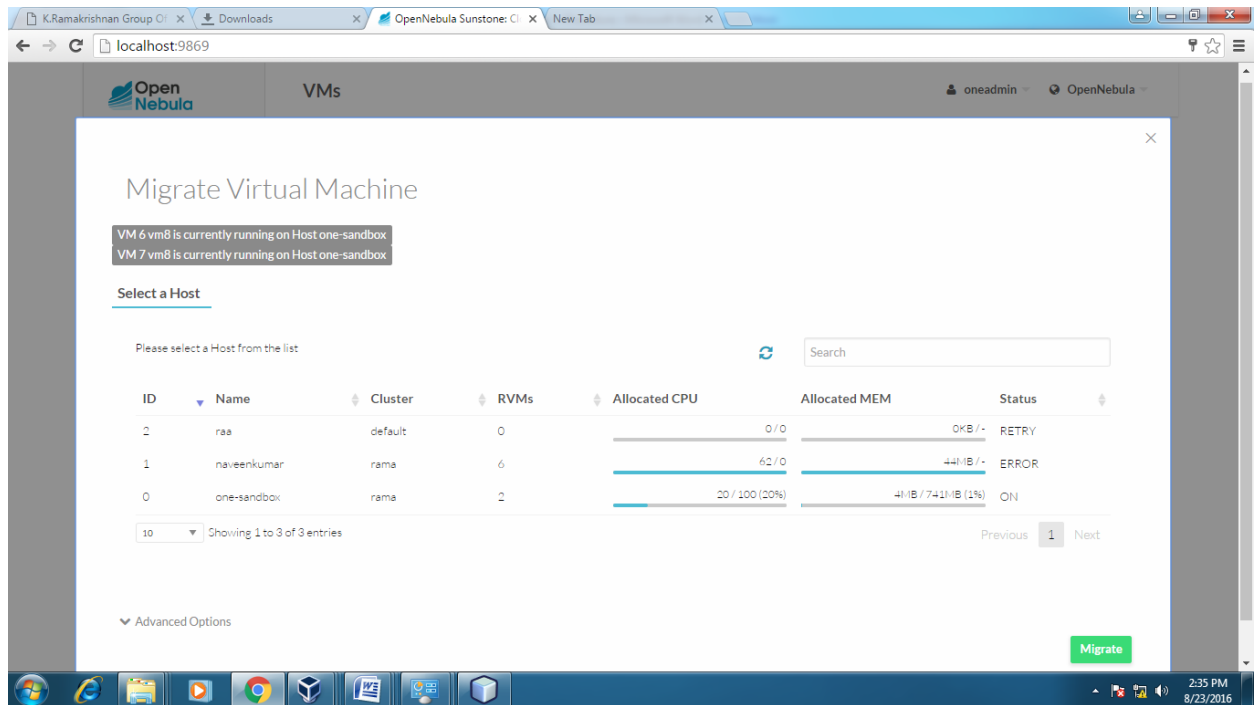 K.Ramakrishnan Group Of
Downloads
OpenNebula Sunstone: Cl
New Tab
localhost:9869
Open Nebula
VMs
oneadmin
OpenNebula
Migrate Virtual Machine
VM 6 vm8 is currently running on Host one-sandbox
VM 7 vm8 is currently running on Host one-sandbox
Select a Host
Please select a Host from the list
Search
ID Name Cluster RVMs Allocated CPU Allocated MEM Status
2 raa default 0 0 / 0 0KB / - RETRY
1 naveenkumar rama 6 62 / 0 44MB / - ERROR
0 one-sandbox rama 2 20 / 100 (20%) 4MB / 741MB (1%) ON
10 Showing 1 to 3 of 3 entries Previous 1 Next
Advanced Options
Migrate
2:35 PM
8/23/2016